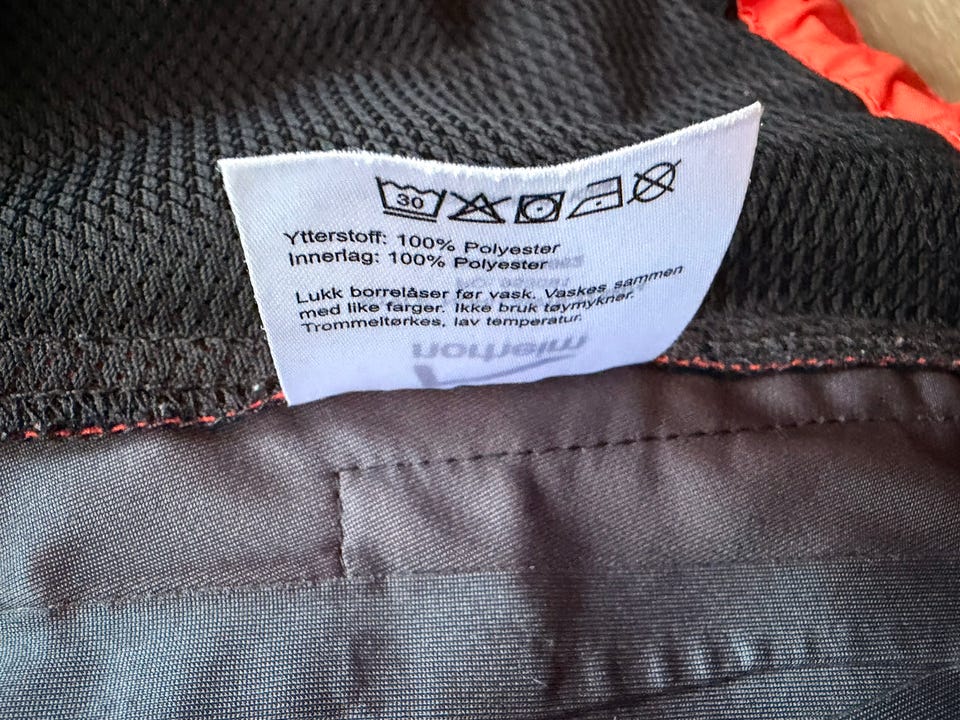 30
Ytterstoff: 100% Polyester
Innerlag: 100% Polyester
Lukk borrelåser før vask. Vaskes sammen
med like farger. Ikke bruk tøymykner.
Trommeltørkes, lav temperatur.